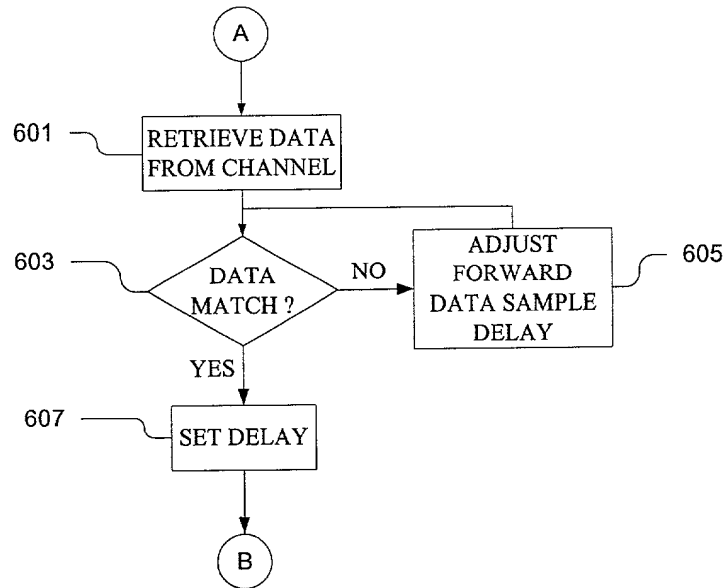 A
601
RETRIEVE DATA
FROM CHANNEL
603
DATA
MATCH ?
NO
ADJUST
FORWARD
DATA SAMPLE
DELAY
605
YES
607
SET DELAY
B